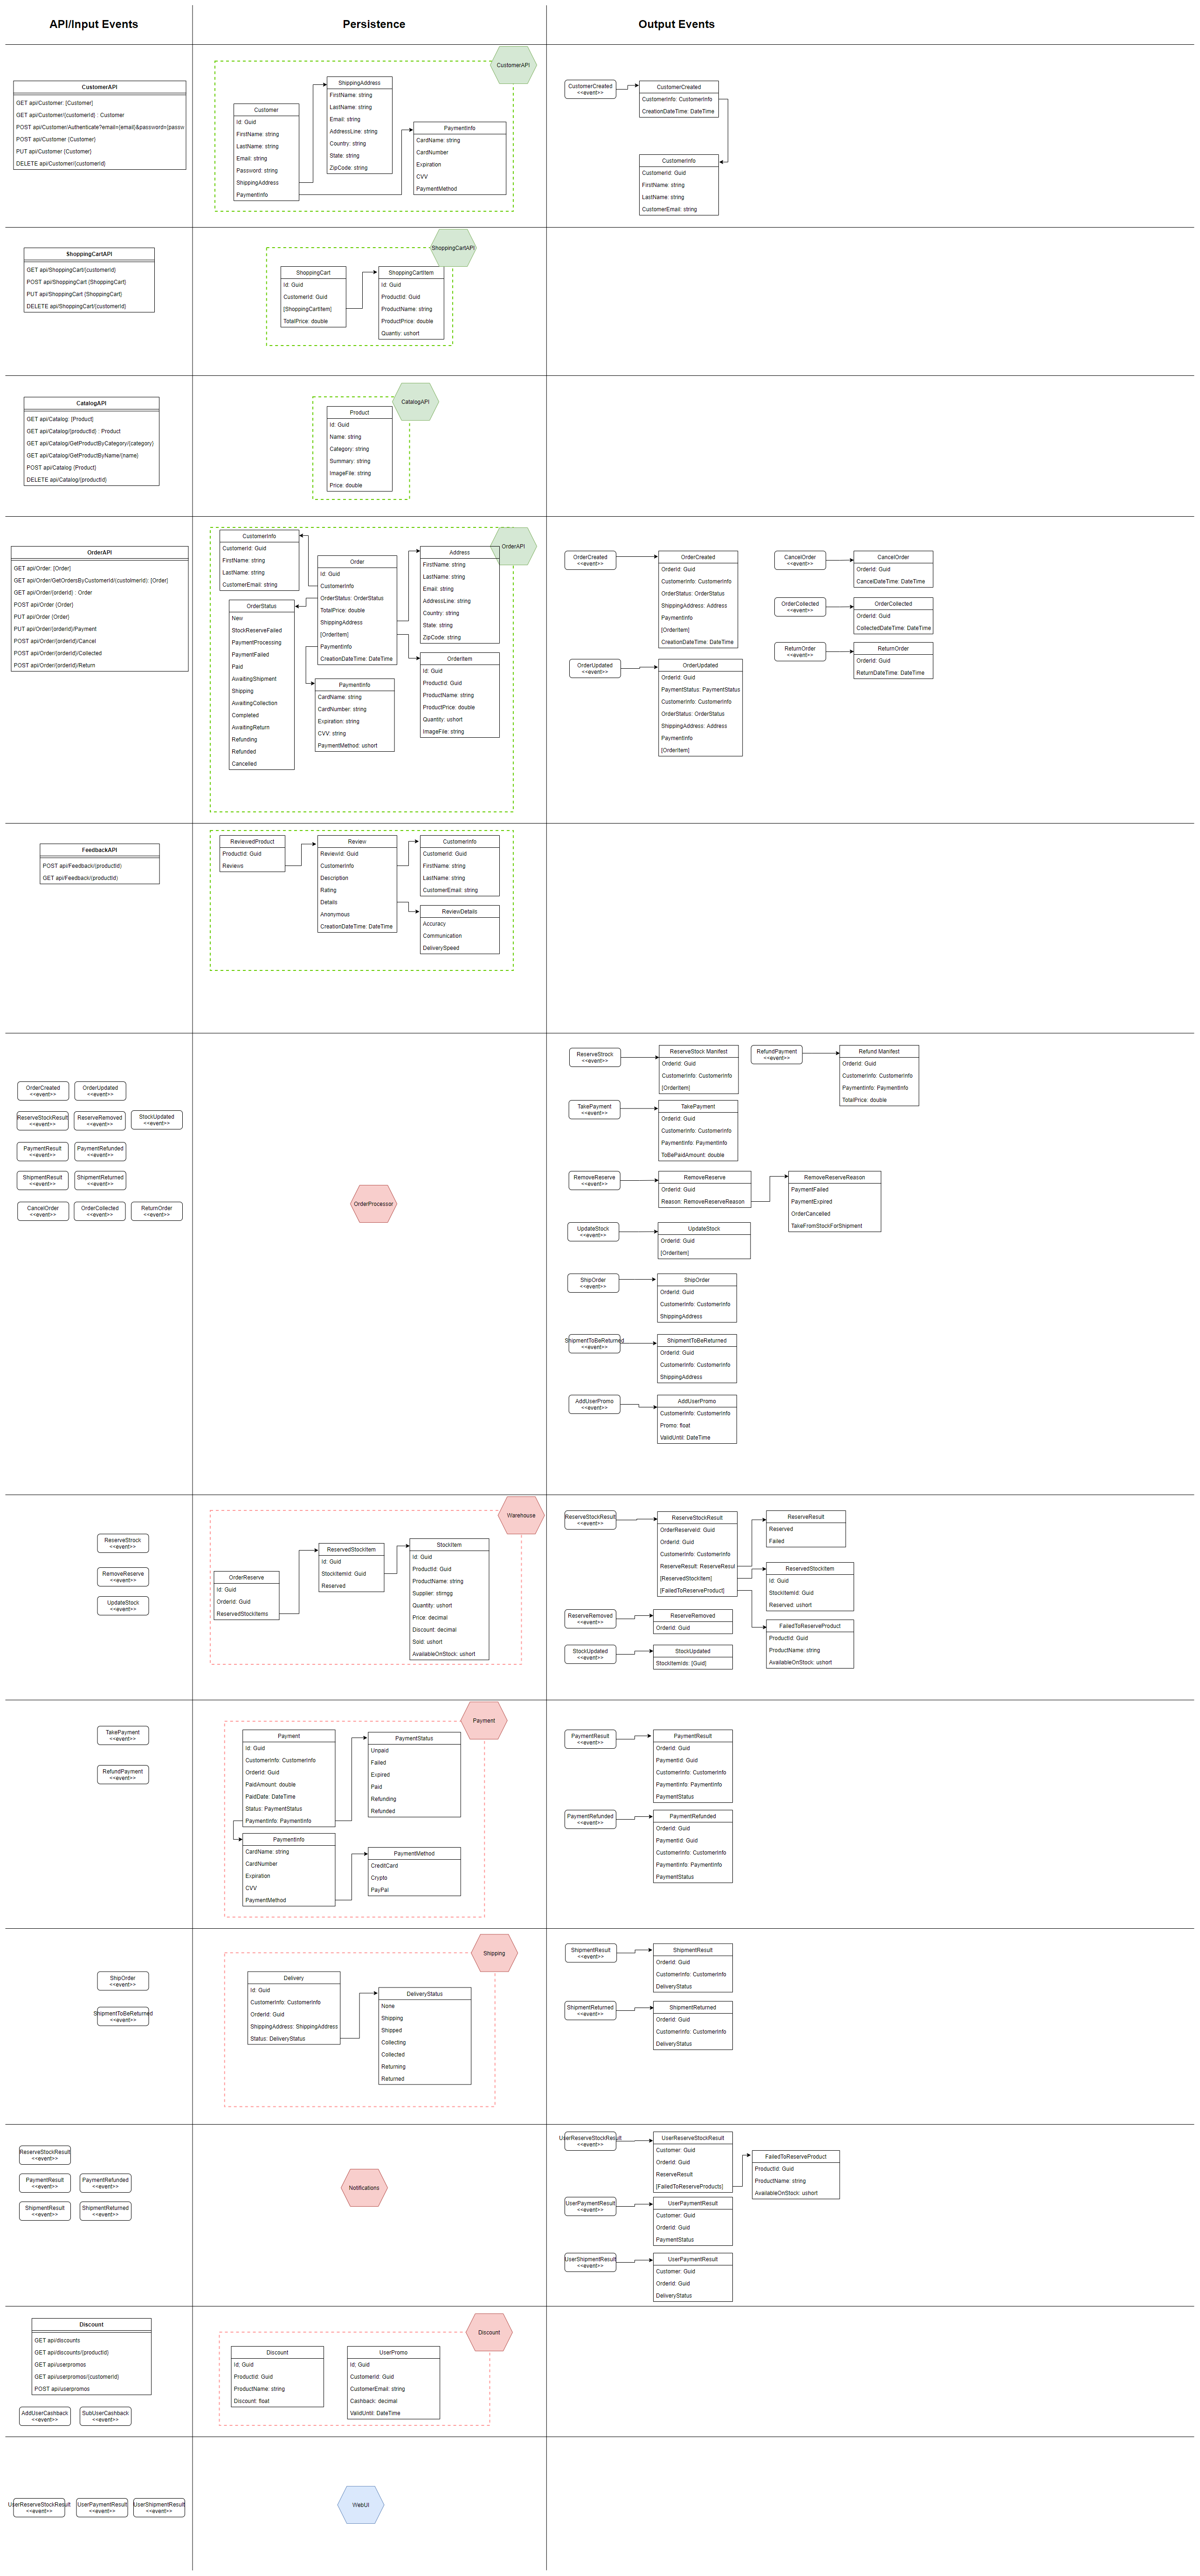 API/Input Events
Persistence
Output Events
CustomerAPI
GET api/Customer: [Customer]
GET api/Customer/{customerId} : Customer
POST api/Customer/Authenticate?email={email}&password={passw
POST api/Customer {Customer}
PUT api/Customer {Customer}
DELETE api/Customer/{customerId}
CustomerAPI
Customer
Id: Guid
FirstName: string
LastName: string
Email: string
Password: string
ShippingAddress
PaymentInfo
ShippingAddress
FirstName: string
LastName: string
Email: string
AddressLine: string
Country: string
State: string
ZipCode: string
PaymentInfo
CardName: string
CardNumber
Expiration
CVV
PaymentMethod
CustomerCreated
<<event>>
CustomerCreated
CustomerInfo: CustomerInfo
CreationDateTime: DateTime
CustomerInfo
CustomerId: Guid
FirstName: string
LastName: string
CustomerEmail: string
ShoppingCartAPI
GET api/ShoppingCart/{customerId}
POST api/ShoppingCart {ShoppingCart}
PUT api/ShoppingCart {ShoppingCart}
DELETE api/ShoppingCart/{customerId}
ShoppingCartAPI
ShoppingCart
Id: Guid
CustomerId: Guid
[ShoppingCartItem]
TotalPrice: double
ShoppingCartItem
Id: Guid
ProductId: Guid
ProductName: string
ProductPrice: double
Quantiy: ushort
CatalogAPI
GET api/Catalog: [Product]
GET api/Catalog/{productId} : Product
GET api/Catalog/GetProductByCategory/{category}
GET api/Catalog/GetProductByName/{name}
POST api/Catalog {Product}
DELETE api/Catalog/{productId}
CatalogAPI
Product
Id: Guid
Name: string
Category: string
Summary: string
ImageFile: string
Price: double
OrderAPI
GET api/Order: [Order]
GET api/Order/GetOrdersByCustomerId/{customerId}: [Order]
GET api/Order/{orderId} : Order
POST api/Order {Order}
PUT api/Order {Order}
PUT api/Order/{orderId}/Payment
POST api/Order/{orderId}/Cancel
POST api/Order/{orderId}/Collected
POST api/Order/{orderId}/Return
OrderAPI
CustomerInfo
CustomerId: Guid
FirstName: string
LastName: string
CustomerEmail: string
OrderStatus
New
StockReserveFailed
PaymentProcessing
PaymentFailed
Paid
AwaitingShipment
Shipping
AwaitingCollection
Completed
AwaitingReturn
Refunding
Refunded
Cancelled
Order
Id: Guid
CustomerInfo
OrderStatus: OrderStatus
TotalPrice: double
ShippingAddress
[OrderItem]
PaymentInfo
CreationDateTime: DateTime
PaymentInfo
CardName: string
CardNumber: string
Expiration: string
CVV: string
PaymentMethod: ushort
Address
FirstName: string
LastName: string
Email: string
AddressLine: string
Country: string
State: string
ZipCode: string
OrderItem
Id: Guid
ProductId: Guid
ProductName: string
ProductPrice: double
Quantity: ushort
ImageFile: string
OrderCreated
<<event>>
OrderCreated
OrderId: Guid
CustomerInfo: CustomerInfo
OrderStatus: OrderStatus
ShippingAddress: Address
PaymentInfo
[OrderItem]
CreationDateTime: DateTime
OrderUpdated
<<event>>
OrderUpdated
OrderId: Guid
PaymentStatus: PaymentStatus
CustomerInfo: CustomerInfo
OrderStatus: OrderStatus
ShippingAddress: Address
PaymentInfo
[OrderItem]
CancelOrder
<<event>>
CancelOrder
OrderId: Guid
CancelDateTime: DateTime
OrderCollected
<<event>>
OrderCollected
OrderId: Guid
CollectedDateTime: DateTime
ReturnOrder
<<event>>
ReturnOrder
OrderId: Guid
ReturnDateTime: DateTime
FeedbackAPI
POST api/Feedback/{productId}
GET api/Feedback/{productId}
ReviewedProduct
ProductId: Guid
Reviews
Review
ReviewId: Guid
CustomerInfo
Description
Rating
Details
Anonymous
CreationDateTime: DateTime
CustomerInfo
CustomerId: Guid
FirstName: string
LastName: string
CustomerEmail: string
ReviewDetails
Accuracy
Communication
DeliverySpeed
OrderCreated
<<event>>
OrderUpdated
<<event>>
ReserveStockResult
<<event>>
ReserveRemoved
<<event>>
StockUpdated
<<event>>
PaymentResult
<<event>>
PaymentRefunded
<<event>>
ShipmentResult
<<event>>
ShipmentReturned
<<event>>
CancelOrder
<<event>>
OrderCollected
<<event>>
ReturnOrder
<<event>>
OrderProcessor
ReserveStrock
<<event>>
ReserveStock Manifest
OrderId: Guid
CustomerInfo: CustomerInfo
[OrderItem]
RefundPayment
<<event>>
Refund Manifest
OrderId: Guid
CustomerInfo: CustomerInfo
PaymentInfo: PaymentInfo
TotalPrice: double
TakePayment
<<event>>
TakePayment
OrderId: Guid
CustomerInfo: CustomerInfo
PaymentInfo: PaymentInfo
ToBePaidAmount: double
RemoveReserve
<<event>>
RemoveReserve
OrderId: Guid
Reason: RemoveReserveReason
RemoveReserveReason
PaymentFailed
PaymentExpired
OrderCancelled
TakeFromStockForShipment
UpdateStock
<<event>>
UpdateStock
OrderId: Guid
[OrderItem]
ShipOrder
<<event>>
ShipOrder
OrderId: Guid
CustomerInfo: CustomerInfo
ShippingAddress
ShipmentToBeReturned
<<event>>
ShipmentToBeReturned
OrderId: Guid
CustomerInfo: CustomerInfo
ShippingAddress
AddUserPromo
<<event>>
AddUserPromo
CustomerInfo: CustomerInfo
Promo: float
ValidUntil: DateTime
ReserveStrock
<<event>>
RemoveReserve
<<event>>
UpdateStock
<<event>>
Warehouse
OrderReserve
Id: Guid
OrderId: Guid
ReservedStockItems
ReservedStockItem
Id: Guid
StockItemId: Guid
Reserved
StockItem
Id: Guid
ProductId: Guid
ProductName: string
Supplier: stirngg
Quantity: ushort
Price: decimal
Discount: decimal
Sold: ushort
AvailableOnStock: ushort
ReserveStockResult
<<event>>
ReserveStockResult
OrderReserveId: Guid
OrderId: Guid
CustomerInfo: CustomerInfo
ReserveResult: ReserveResul
[ReservedStockItem]
[FailedToReserveProduct]
ReserveResult
Reserved
Failed
ReservedStockItem
Id: Guid
StockItemId: Guid
Reserved: ushort
FailedToReserveProduct
ProductId: Guid
ProductName: string
AvailableOnStock: ushort
ReserveRemoved
<<event>>
ReserveRemoved
OrderId: Guid
StockUpdated
<<event>>
StockUpdated
StockItemIds: [Guid]
TakePayment
<<event>>
RefundPayment
<<event>>
Payment
Payment
Id: Guid
CustomerInfo: CustomerInfo
OrderId: Guid
PaidAmount: double
PaidDate: DateTime
Status: PaymentStatus
PaymentInfo: PaymentInfo
PaymentStatus
Unpaid
Failed
Expired
Paid
Refunding
Refunded
PaymentInfo
CardName: string
CardNumber
Expiration
CVV
PaymentMethod
PaymentMethod
CreditCard
Crypto
PayPal
PaymentResult
<<event>>
PaymentResult
OrderId: Guid
PaymentId: Guid
CustomerInfo: CustomerInfo
PaymentInfo: PaymentInfo
PaymentStatus
PaymentRefunded
<<event>>
PaymentRefunded
OrderId: Guid
PaymentId: Guid
CustomerInfo: CustomerInfo
PaymentInfo: PaymentInfo
PaymentStatus
ShipOrder
<<event>>
ShipmentToBeReturned
<<event>>
Shipping
Delivery
Id: Guid
CustomerInfo: CustomerInfo
OrderId: Guid
ShippingAddress: ShippingAddress
Status: DeliveryStatus
DeliveryStatus
None
Shipping
Shipped
Collecting
Collected
Returning
Returned
ShipmentResult
<<event>>
ShipmentResult
OrderId: Guid
CustomerInfo: CustomerInfo
DeliveryStatus
ShipmentReturned
<<event>>
ShipmentReturned
OrderId: Guid
CustomerInfo: CustomerInfo
DeliveryStatus
ReserveStockResult
<<event>>
PaymentResult
<<event>>
PaymentRefunded
<<event>>
ShipmentResult
<<event>>
ShipmentReturned
<<event>>
Notifications
UserReserveStockResult
<<event>>
UserReserveStockResult
Customer: Guid
OrderId: Guid
ReserveResult
[FailedToReserveProducts]
FailedToReserveProduct
ProductId: Guid
ProductName: string
AvailableOnStock: ushort
UserPaymentResult
<<event>>
UserPaymentResult
Customer: Guid
OrderId: Guid
PaymentStatus
UserShipmentResult
<<event>>
UserPaymentResult
Customer: Guid
OrderId: Guid
DeliveryStatus
Discount
GET api/discounts
GET api/discounts/{productId}
GET api/userpromos
GET api/userpromos/{customerId}
POST api/userpromos
AddUserCashback
<<event>>
SubUserCashback
<<event>>
Discount
Discount
Id: Guid
ProductId: Guid
ProductName: string
Discount: float
UserPromo
Id: Guid
CustomerId: Guid
CustomerEmail: string
Cashback: decimal
ValidUntil: DateTime
UserReserveStockResult
<<event>>
UserPaymentResult
<<event>>
UserShipmentResult
<<event>>
WebUI